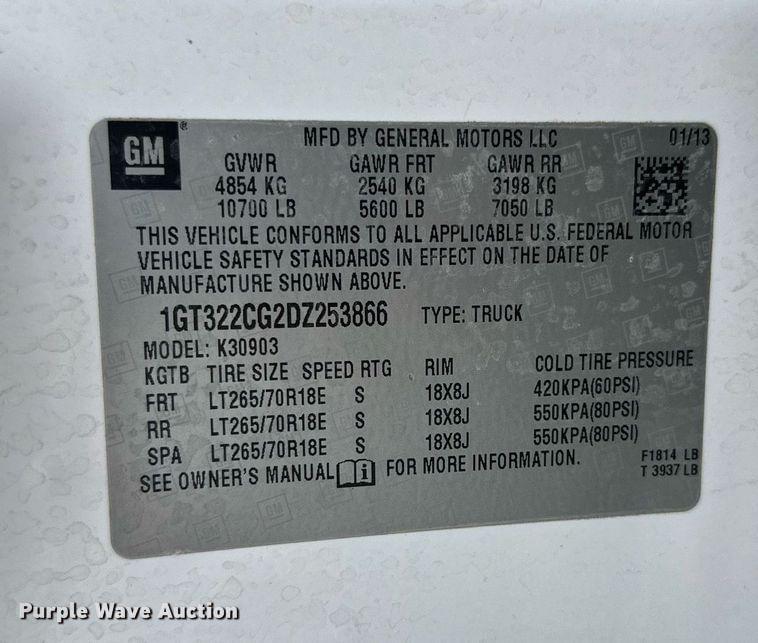 GM ®
MFD BY GENERAL MOTORS LLC 01/13
GVWR GAWR FRT GAWR RR
4854 KG 2540 KG 3198 KG
10700 LB 5600 LB 7050 LB
THIS VEHICLE CONFORMS TO ALL APPLICABLE U.S. FEDERAL MOTOR
VEHICLE SAFETY STANDARDS IN EFFECT ON THE DATE OF
MANUFACTURE SHOWN ABOVE.
1GT322CG2DZ253866 TYPE: TRUCK
MODEL: K30903
KGTB TIRE SIZE SPEED RTG RIM COLD TIRE PRESSURE
FRT LT265/70R18E S 18X8J 420KPA(60PSI)
RR LT265/70R18E S 18X8J 550KPA(80PSI)
SPA LT265/70R18E S 18X8J 550KPA(80PSI)
SEE OWNER'S MANUAL i FOR MORE INFORMATION.
F1814 LB
T 3937 LB
Purple Wave Auction